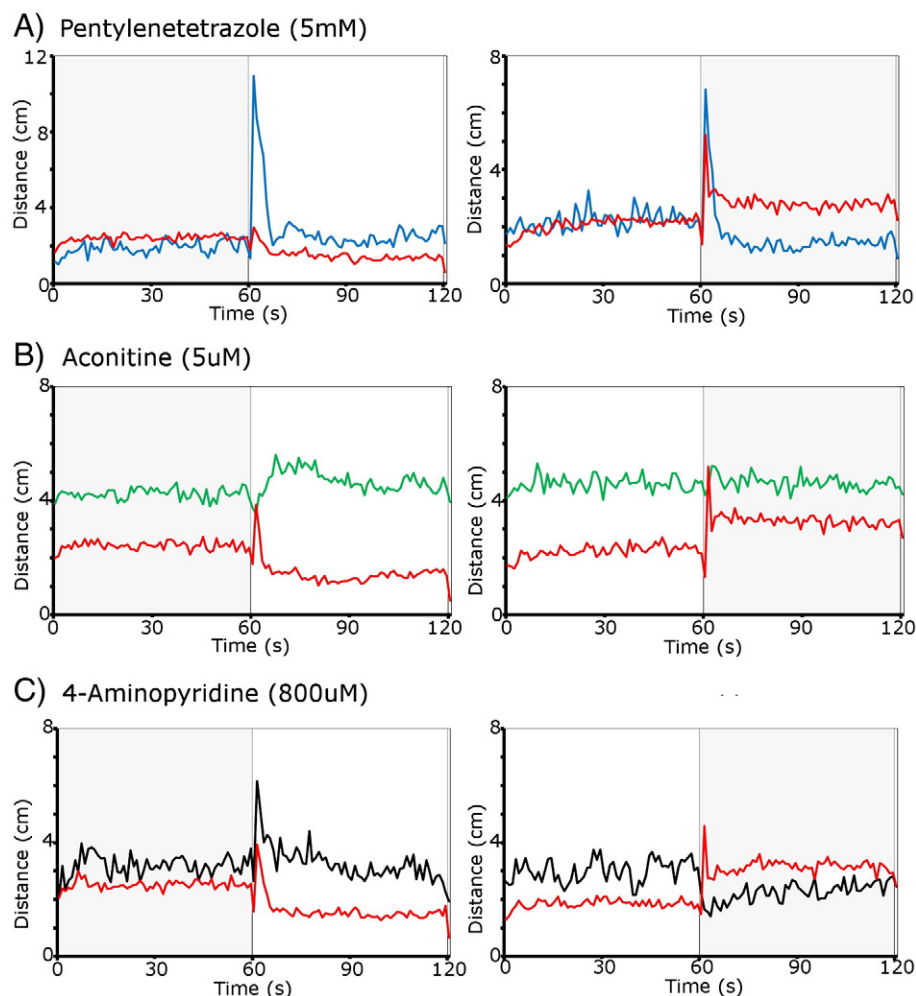 A) Pentylenetetrazole (5mM)
12
8
4
0
Distance (cm)
0 30 60 90 120
Time (s)
8
4
0
Distance (cm)
0 30 60 90 120
Time (s)
B) Aconitine (5uM)
8
4
0
Distance (cm)
0 30 60 90 120
Time (s)
8
4
0
Distance (cm)
0 30 60 90 120
Time (s)
C) 4-Aminopyridine (800uM)
8
4
0
Distance (cm)
0 30 60 90 120
Time (s)
8
4
0
Distance (cm)
0 30 60 90 120
Time (s)